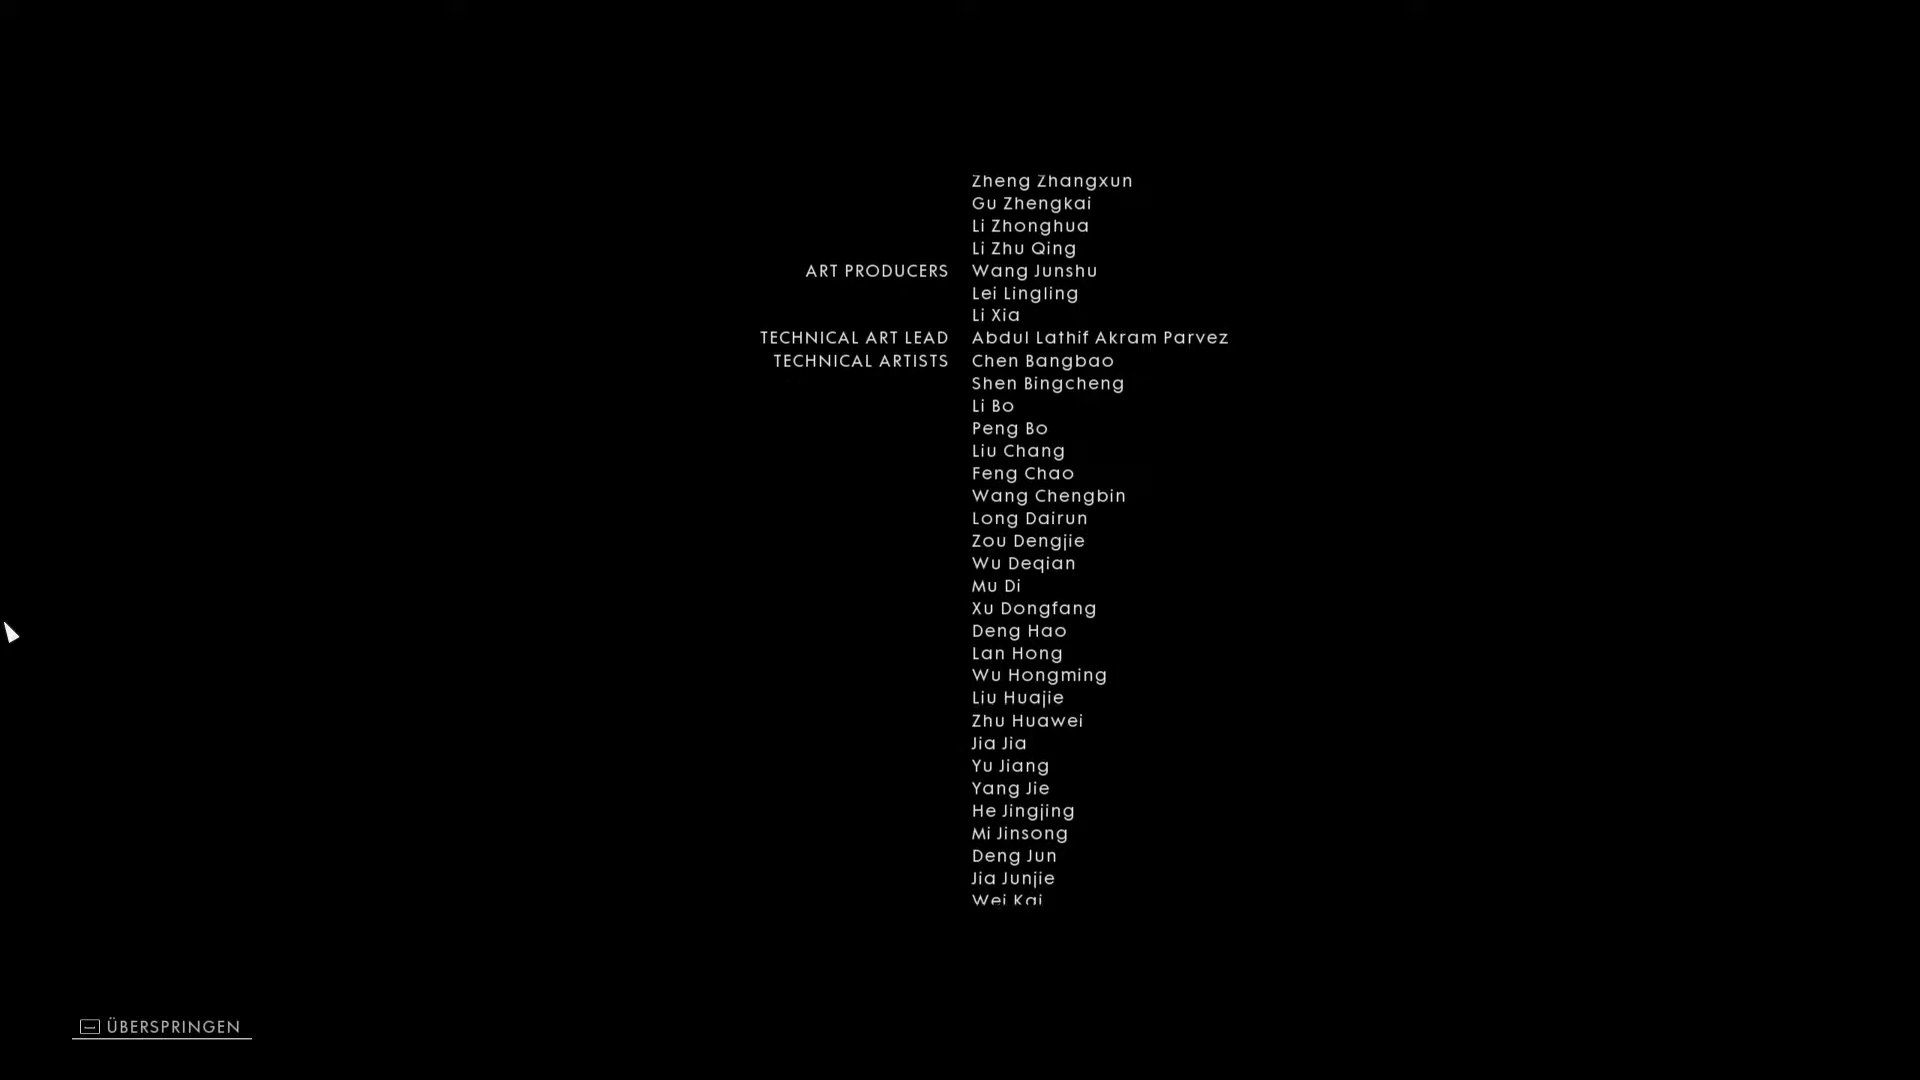 Zheng Zhangxun
Gu Zhengkai
Li Zhonghua
Li Zhu Qing
ART PRODUCERS Wang Junshu
Lei Lingling
Li Xia
TECHNICAL ART LEAD Abdul Lathif Akram Parvez
TECHNICAL ARTISTS Chen Bangbao
Shen Bingcheng
Li Bo
Peng Bo
Liu Chang
Feng Chao
Wang Chengbin
Long Dairun
Zou Dengjie
Wu Deqian
Mu Di
Xu Dongfang
Deng Hao
Lan Hong
Wu Hongming
Liu Huajie
Zhu Huawei
Jia Jia
Yu Jiang
Yang Jie
He Jingjing
Mi Jinsong
Deng Jun
Jia Junjie
Wei Kai
ÜBERSPRINGEN